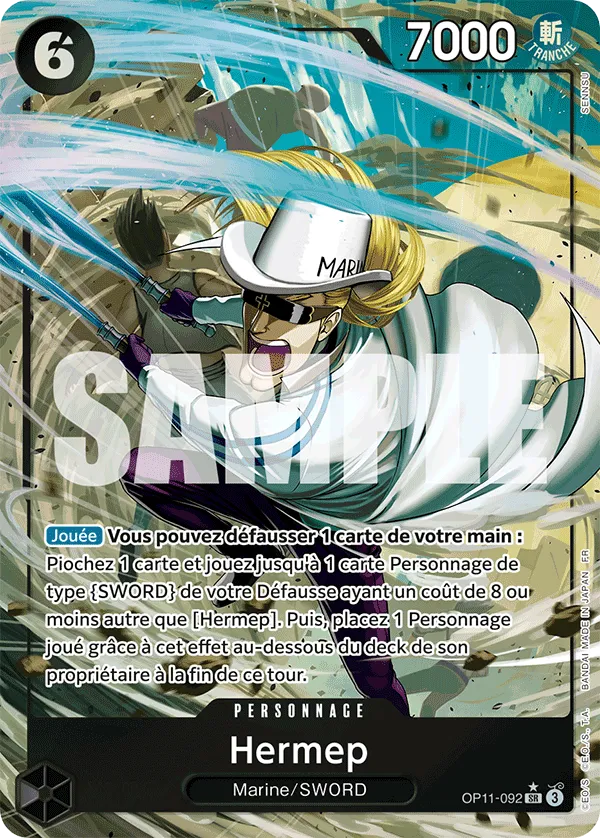 6
7000
斬
TRANCHE
SENNSU
MARIN
SAMPLE
Jouée Vous pouvez défausser 1 carte de votre main :
Piochez 1 carte et jouez jusqu'à 1 carte Personnage de
type {SWORD} de votre Défausse ayant un coût de 8 ou
moins autre que [Hermep]. Puis, placez 1 Personnage
joué grâce à cet effet au-dessous du deck de son
propriétaire à la fin de ce tour.
PERSONNAGE
Hermep
Marine/SWORD
OP11-092 SR 3
©E.O./S. ©E.O./S., T.A. BANDAI MADE IN JAPAN FR